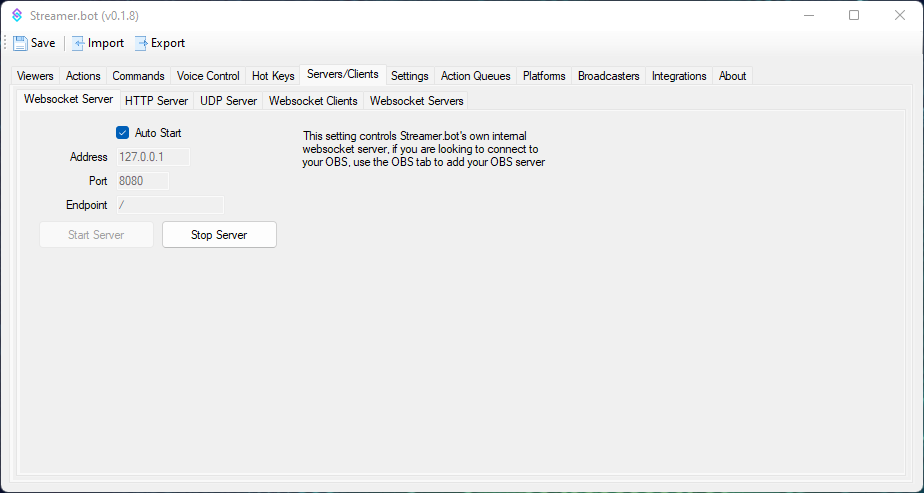 Streamer.bot (v0.1.8)
Save Import Export
Viewers Actions Commands Voice Control Hot Keys Servers/Clients Settings Action Queues Platforms Broadcasters Integrations About
Websocket Server HTTP Server UDP Server Websocket Clients Websocket Servers
Auto Start
Address 127.0.0.1
Port 8080
Endpoint /
Start Server Stop Server
This setting controls Streamer.bot's own internal
websocket server, if you are looking to connect to
your OBS, use the OBS tab to add your OBS server